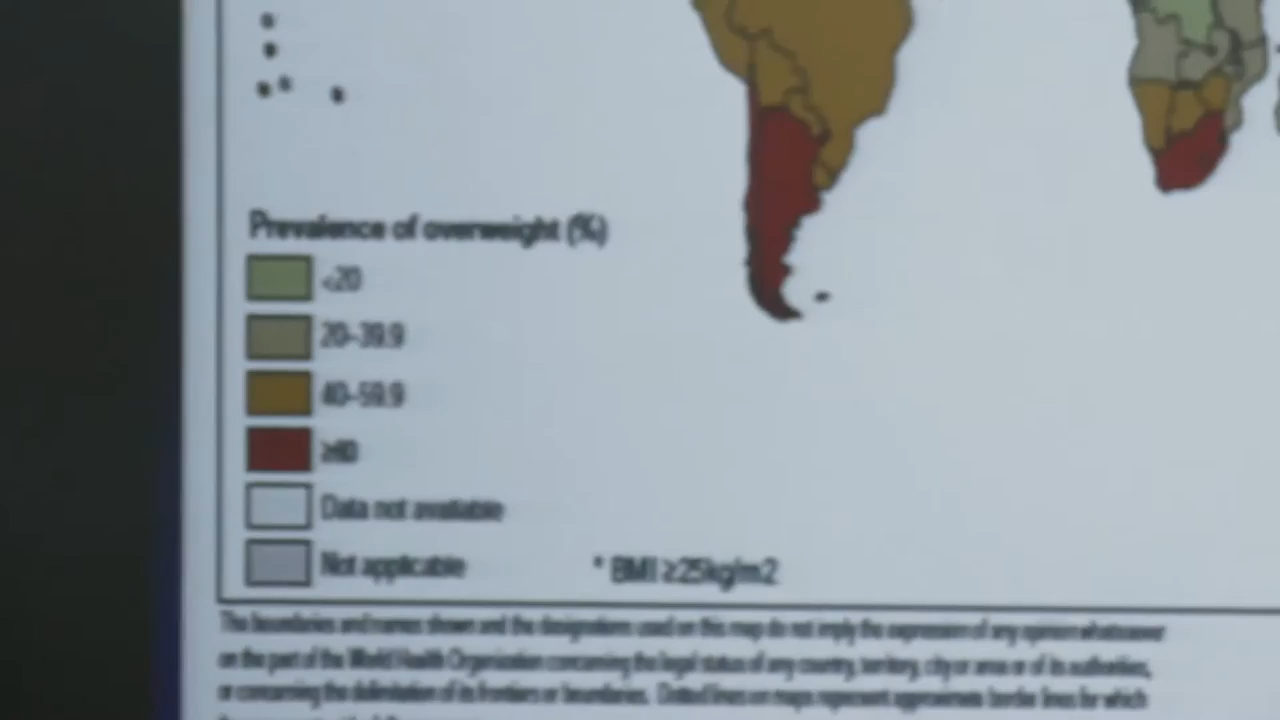 Prevalence of overweight (%)
<20
20–39.9
40–59.9
≥60
Data not available
Not applicable
* BMI ≥25kg/m2
The boundaries and names shown and the designations used on this map do not imply the expression of any opinion whatsoever
on the part of the World Health Organization concerning the legal status of any country, territory, city or area or of its authorities,
or concerning the delimitation of its frontiers or boundaries. Dotted lines on maps represent approximate border lines for which